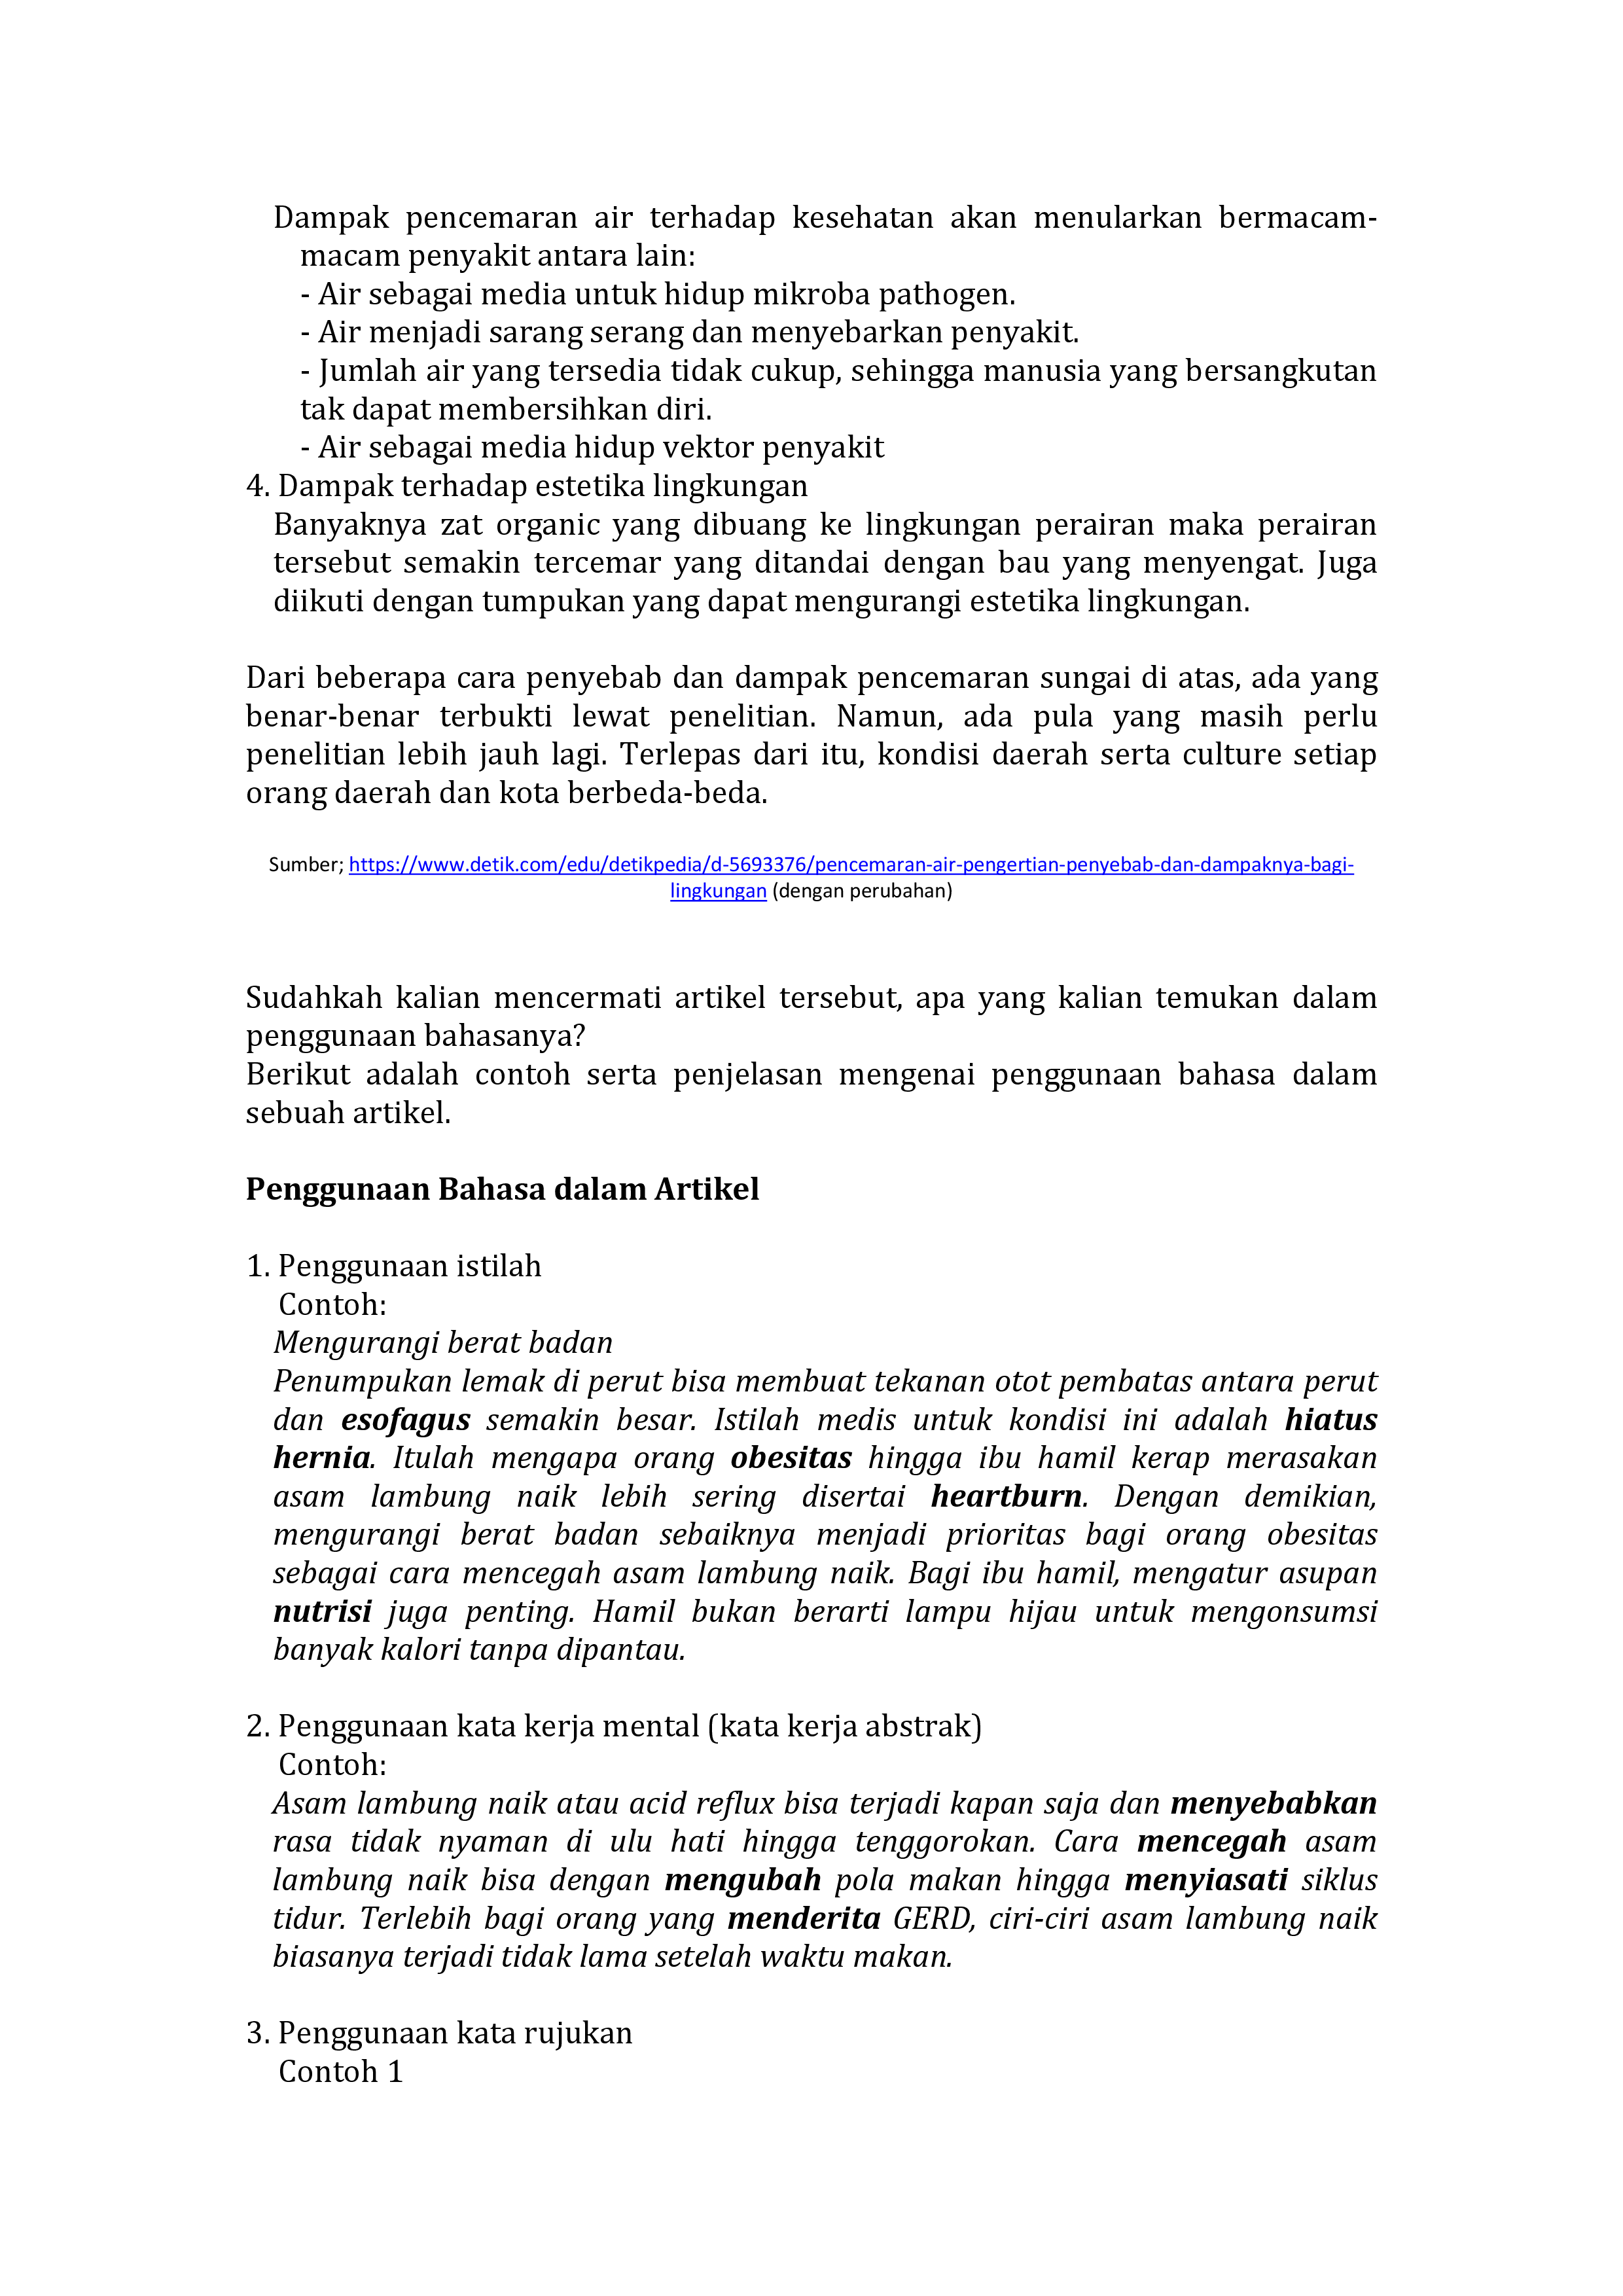 Dampak pencemaran air terhadap kesehatan akan menularkan bermacam-
macam penyakit antara lain:
- Air sebagai media untuk hidup mikroba pathogen.
- Air menjadi sarang serang dan menyebarkan penyakit.
- Jumlah air yang tersedia tidak cukup, sehingga manusia yang bersangkutan
tak dapat membersihkan diri.
- Air sebagai media hidup vektor penyakit
4. Dampak terhadap estetika lingkungan
Banyaknya zat organic yang dibuang ke lingkungan perairan maka perairan
tersebut semakin tercemar yang ditandai dengan bau yang menyengat. Juga
diikuti dengan tumpukan yang dapat mengurangi estetika lingkungan.
Dari beberapa cara penyebab dan dampak pencemaran sungai di atas, ada yang
benar-benar terbukti lewat penelitian. Namun, ada pula yang masih perlu
penelitian lebih jauh lagi. Terlepas dari itu, kondisi daerah serta culture setiap
orang daerah dan kota berbeda-beda.
Sumber; https://www.detik.com/edu/detikpedia/d-5693376/pencemaran-air-pengertian-penyebab-dan-dampaknya-bagi-
lingkungan (dengan perubahan)
Sudahkah kalian mencermati artikel tersebut, apa yang kalian temukan dalam
penggunaan bahasanya?
Berikut adalah contoh serta penjelasan mengenai penggunaan bahasa dalam
sebuah artikel.
Penggunaan Bahasa dalam Artikel
1. Penggunaan istilah
Contoh:
Mengurangi berat badan
Penumpukan lemak di perut bisa membuat tekanan otot pembatas antara perut
dan esofagus semakin besar. Istilah medis untuk kondisi ini adalah hiatus
hernia. Itulah mengapa orang obesitas hingga ibu hamil kerap merasakan
asam lambung naik lebih sering disertai heartburn. Dengan demikian,
mengurangi berat badan sebaiknya menjadi prioritas bagi orang obesitas
sebagai cara mencegah asam lambung naik. Bagi ibu hamil, mengatur asupan
nutrisi juga penting. Hamil bukan berarti lampu hijau untuk mengonsumsi
banyak kalori tanpa dipantau.
2. Penggunaan kata kerja mental (kata kerja abstrak)
Contoh:
Asam lambung naik atau acid reflux bisa terjadi kapan saja dan menyebabkan
rasa tidak nyaman di ulu hati hingga tenggorokan. Cara mencegah asam
lambung naik bisa dengan mengubah pola makan hingga menyiasati siklus
tidur. Terlebih bagi orang yang menderita GERD, ciri-ciri asam lambung naik
biasanya terjadi tidak lama setelah waktu makan.
3. Penggunaan kata rujukan
Contoh 1